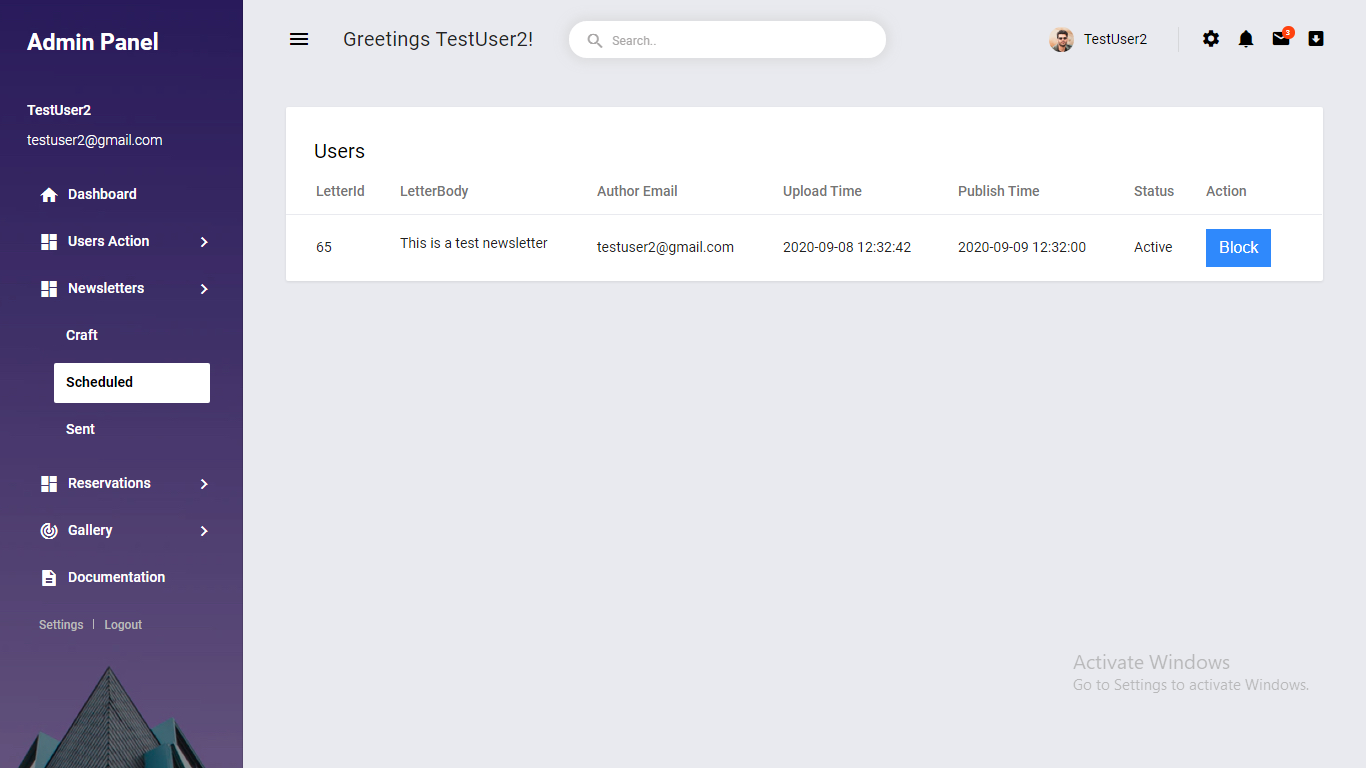 Admin Panel
TestUser2
testuser2@gmail.com
Dashboard
Users Action
Newsletters
Craft
Scheduled
Sent
Reservations
Gallery
Documentation
Settings | Logout
Greetings TestUser2!
Search..
TestUser2
3
Users
LetterId LetterBody Author Email Upload Time Publish Time Status Action
65 This is a test newsletter testuser2@gmail.com 2020-09-08 12:32:42 2020-09-09 12:32:00 Active Block
Activate Windows
Go to Settings to activate Windows.